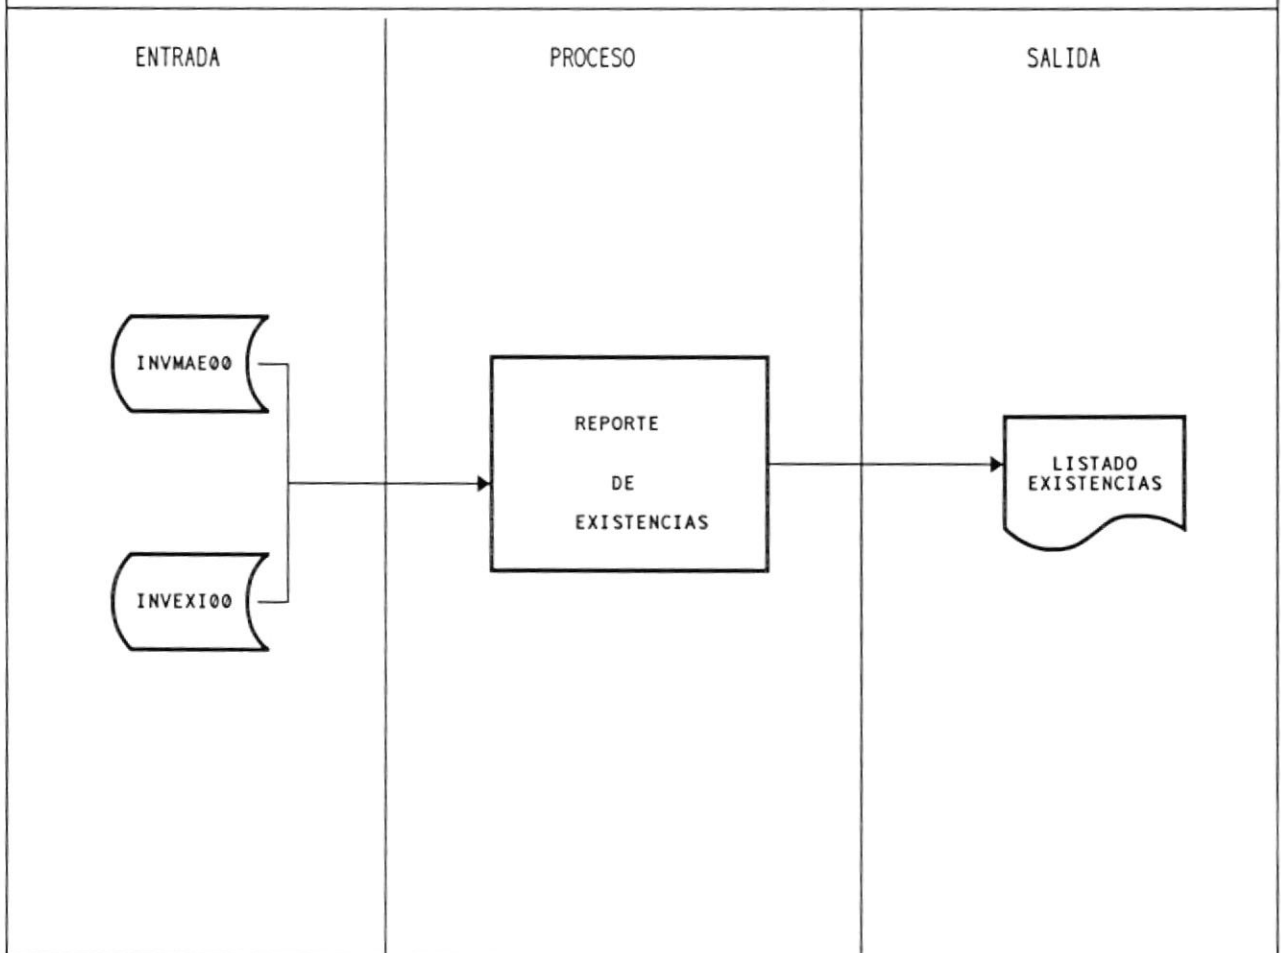 ENTRADA
PROCESO
SALIDA
INVMAE00
REPORTE
DE
EXISTENCIAS
LISTADO
EXISTENCIAS
INVEXI00